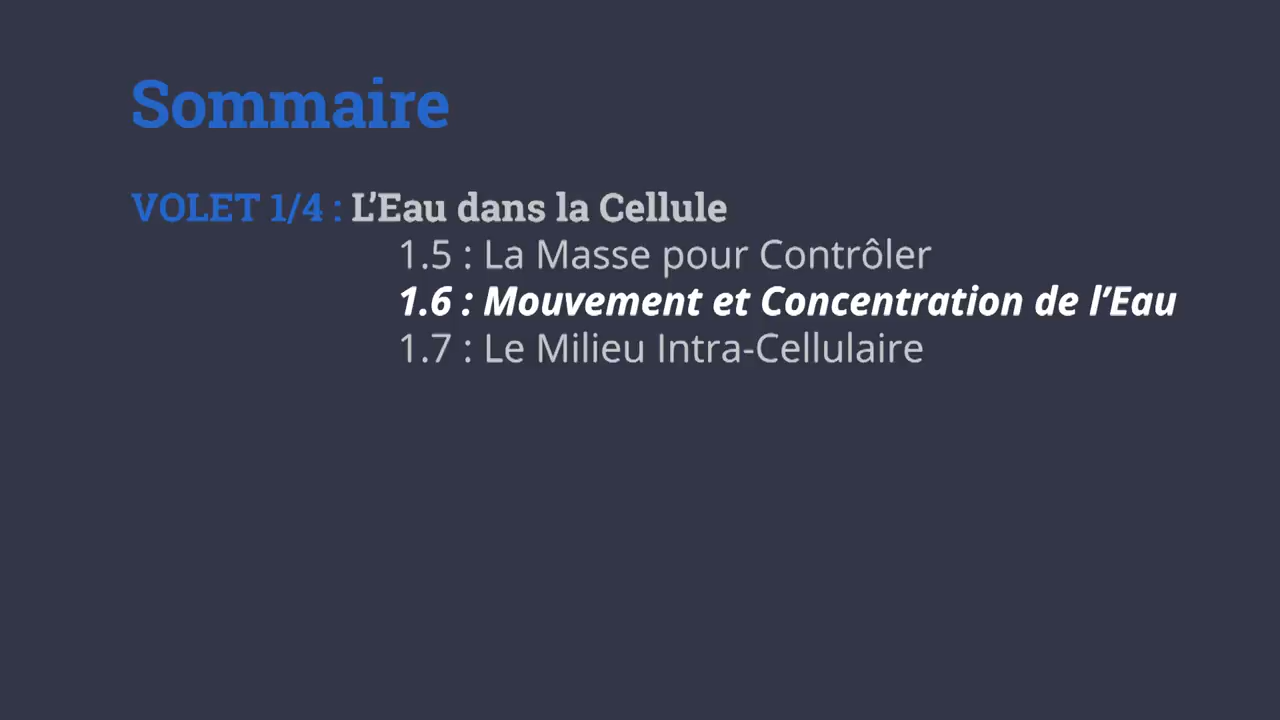 Sommaire
VOLET 1/4 : L’Eau dans la Cellule
1.5 : La Masse pour Contrôler
1.6 : Mouvement et Concentration de l’Eau
1.7 : Le Milieu Intra-Cellulaire